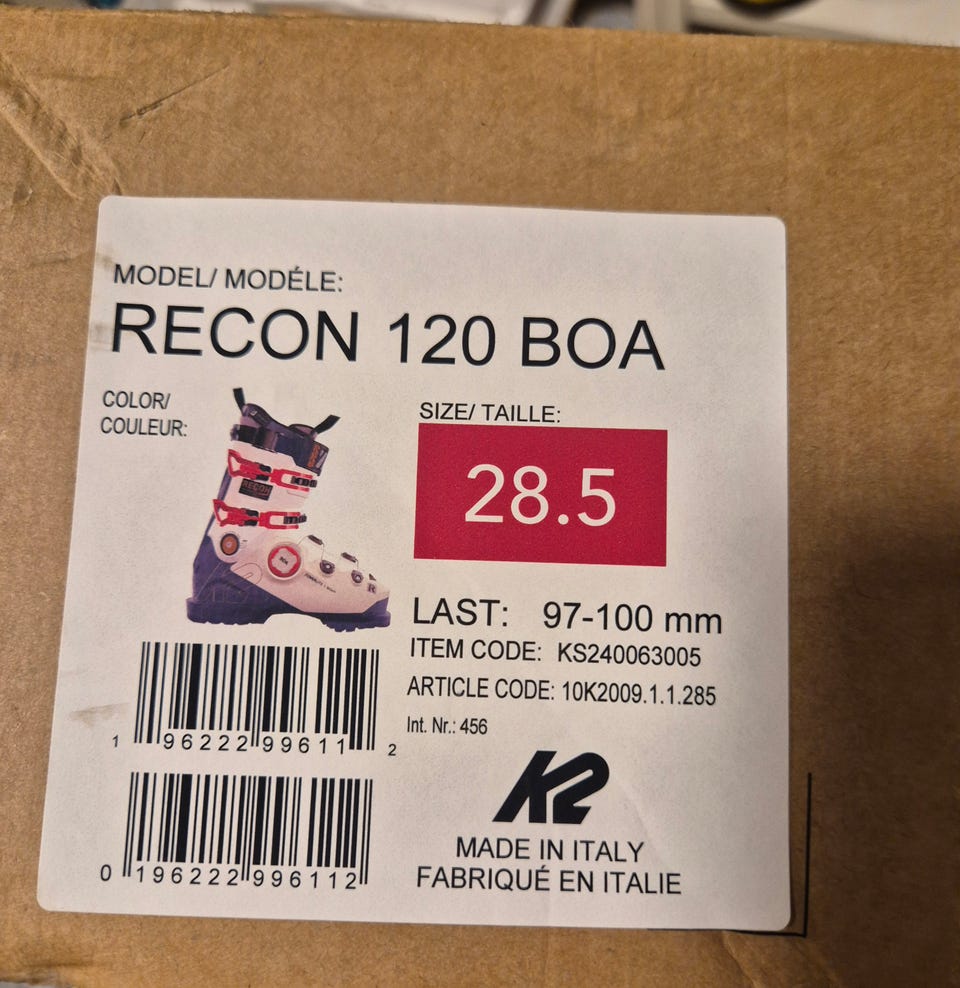 MODEL/ MODÉLE:
RECON 120 BOA
COLOR/
COULEUR:
RECON
BOA
SIZE/ TAILLE:
28.5
LAST: 97-100 mm
ITEM CODE: KS240063005
ARTICLE CODE: 10K2009.1.1.285
Int. Nr.: 456
1 96222 99611 2
0 196222 996112
K2
MADE IN ITALY
FABRIQUÉ EN ITALIE